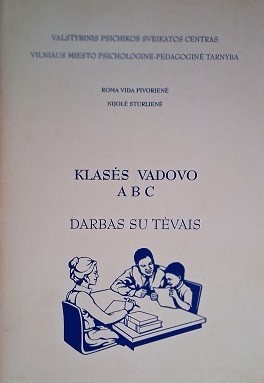 VALSTYBINIS PSICHIKOS SVEIKATOS CENTRAS
VILNIAUS MIESTO PSICHOLOGINĖ-PEDAGOGINĖ TARNYBA
ROMA VIDA PIVORIENĖ
NIJOLĖ STURLIENĖ
KLASĖS VADOVO
A B C
DARBAS SU TĖVAIS